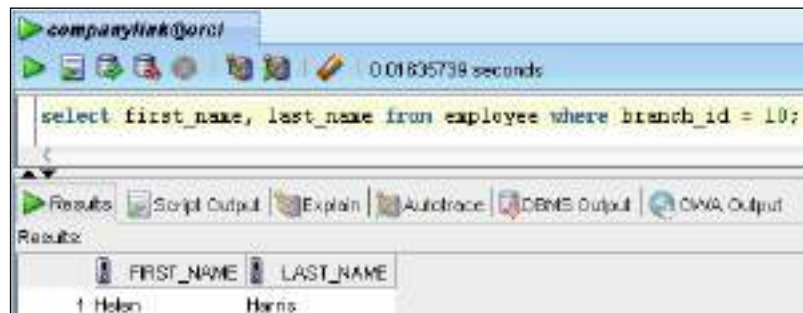 companylink@orcl
0.01635739 seconds
select first_name, last_name from employee where branch_id = 10;
Results Script Output Explain Autotrace DBMS Output OWA Output
Results:
FIRST_NAME LAST_NAME
1 Helen Harris